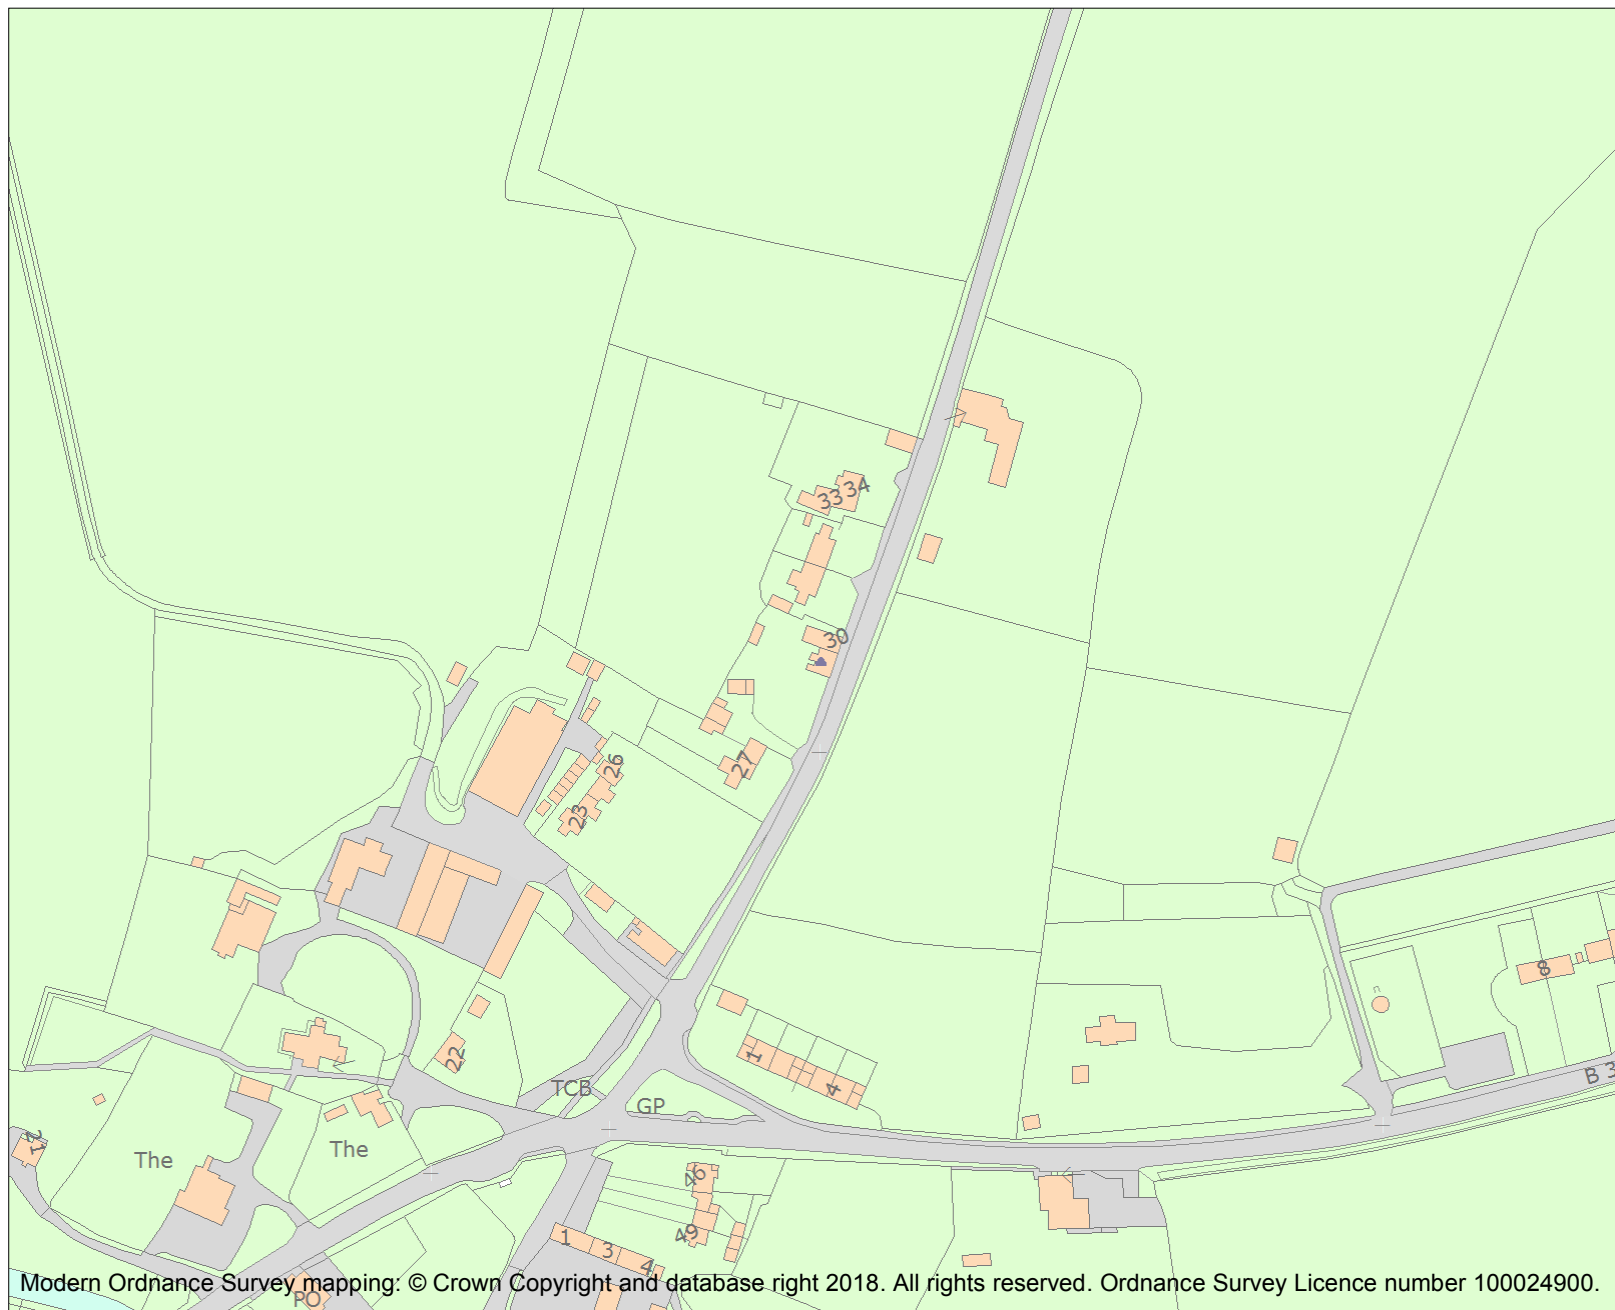 33 34
30
27
26
23
8
22
1
4
B 3
TCB
GP
21
The
The
46
49
1
3
4
PO
Modern Ordnance Survey mapping: © Crown Copyright and database right 2018. All rights reserved. Ordnance Survey Licence number 100024900.